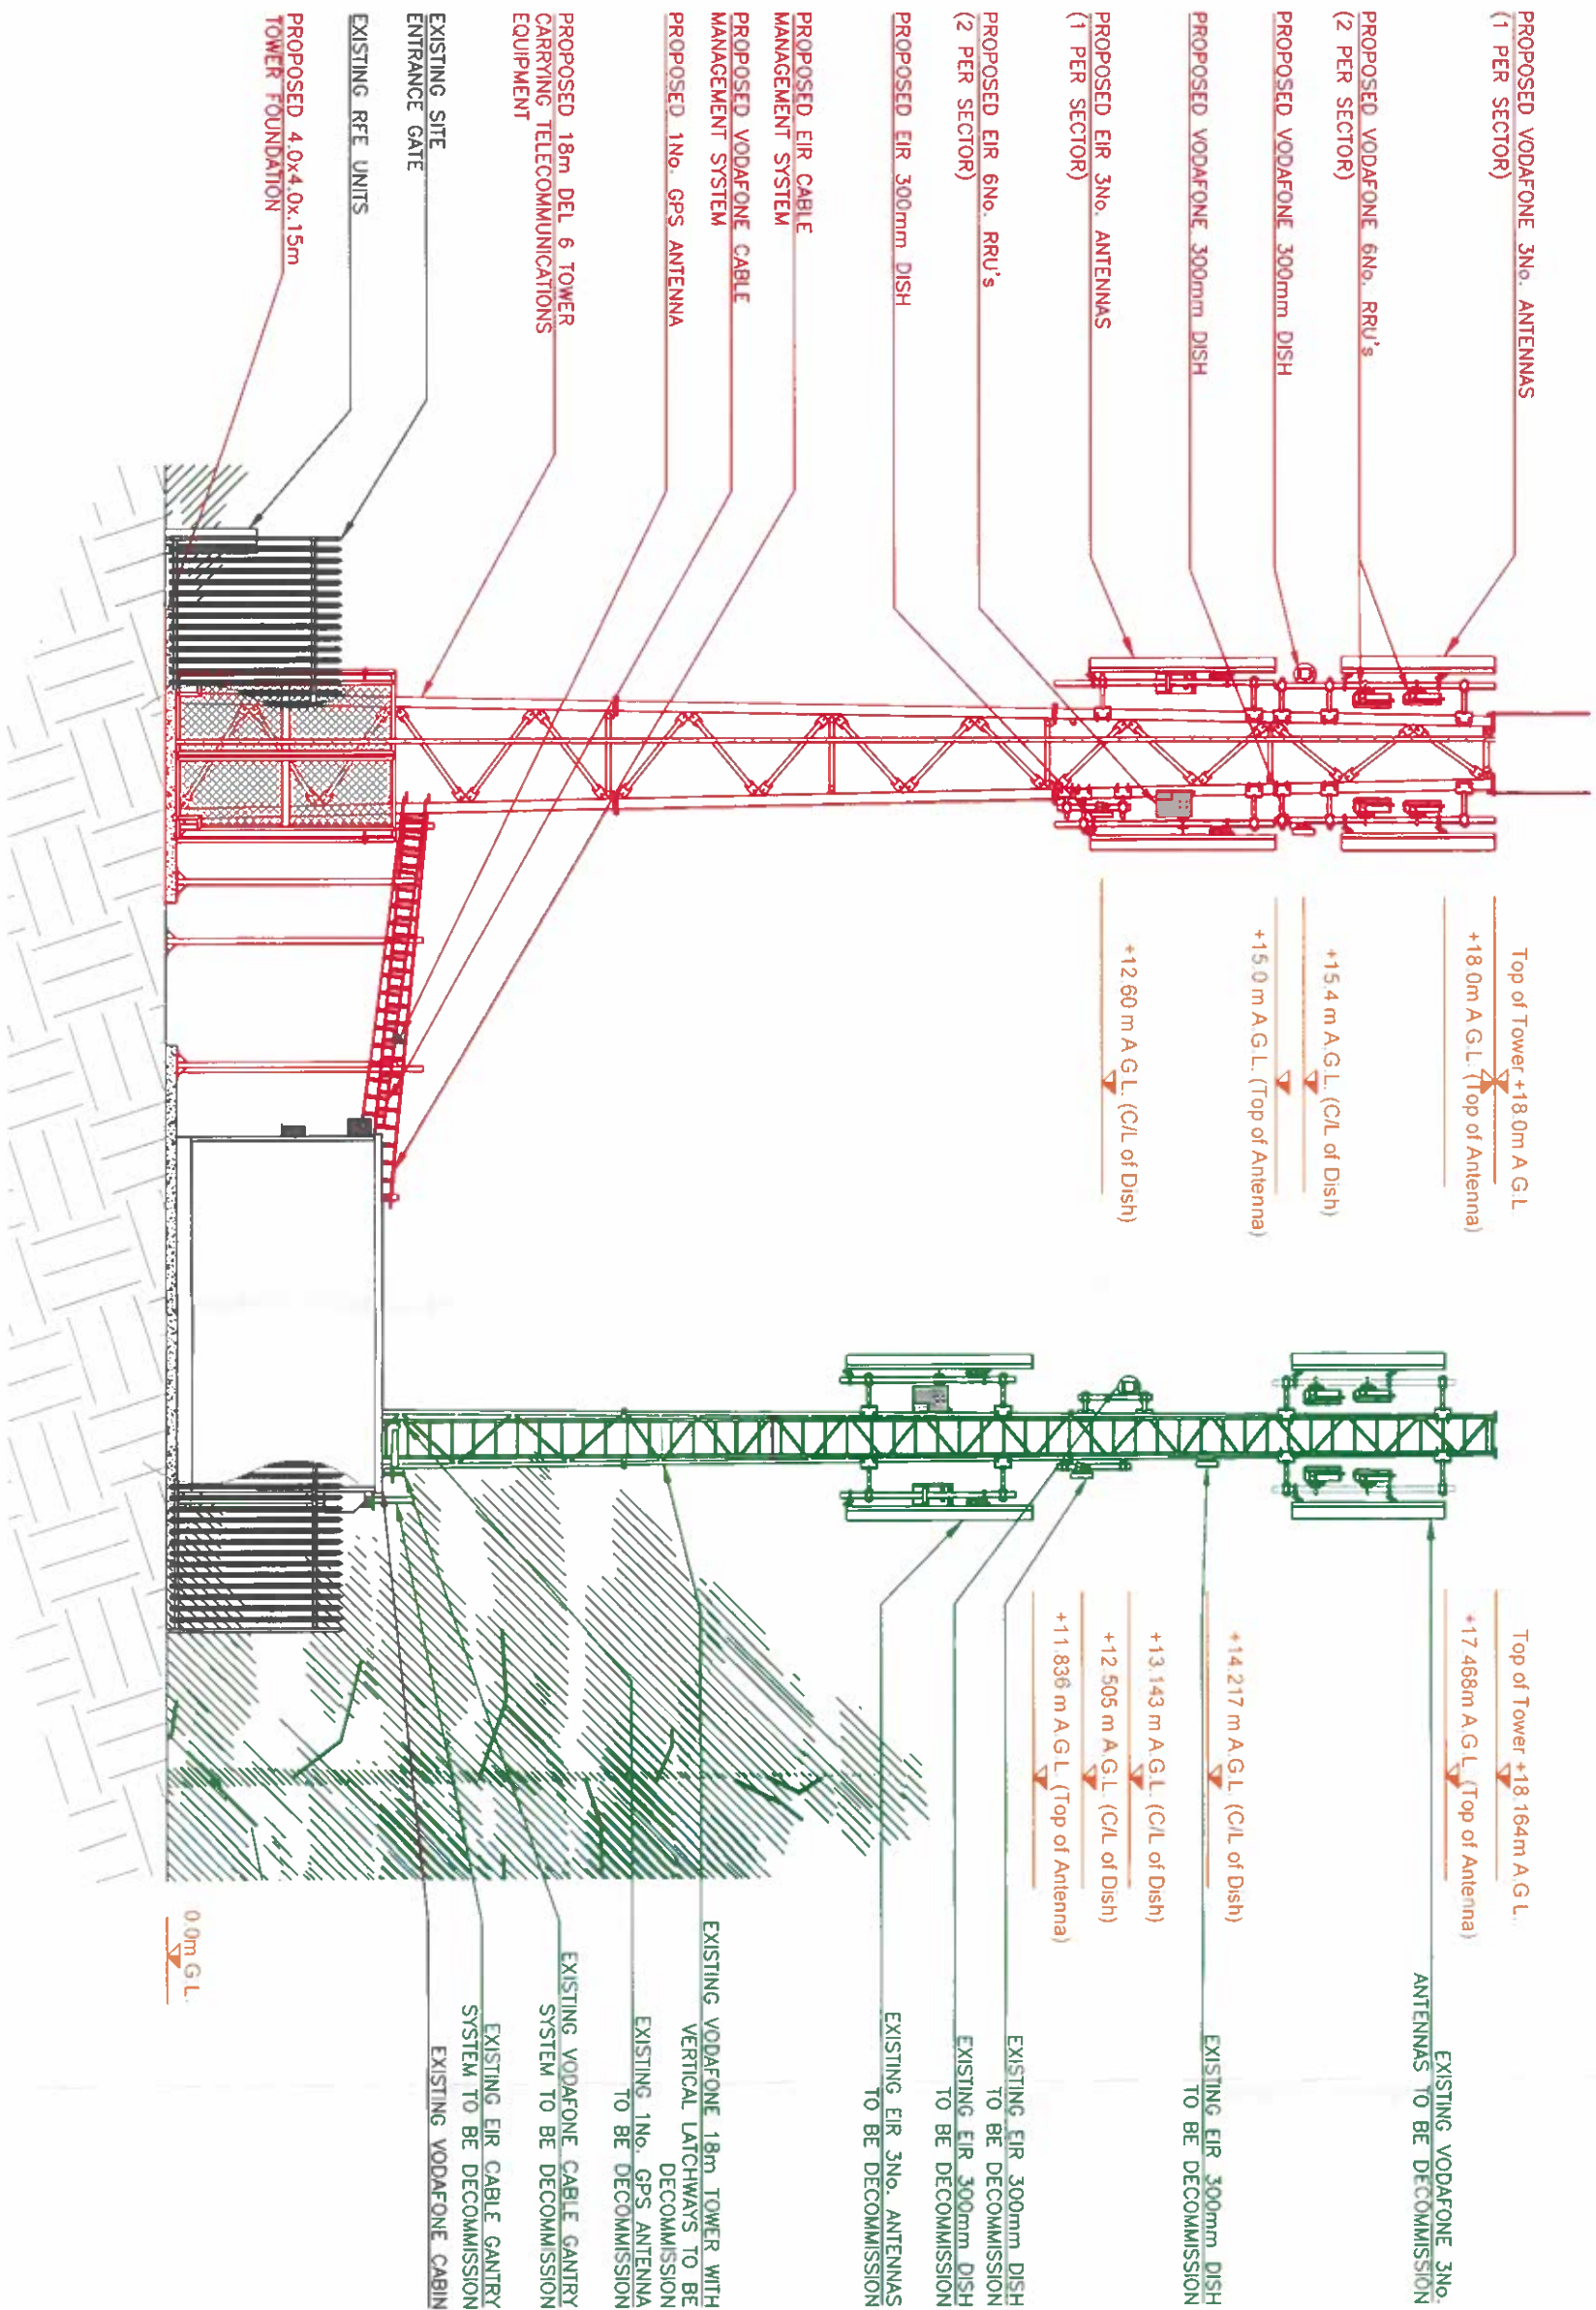 PROPOSED VODAFONE 3No. ANTENNAS
(1 PER SECTOR)
PROPOSED VODAFONE 6No. RRU's
(2 PER SECTOR)
PROPOSED VODAFONE 300mm DISH
PROPOSED VODAFONE 300mm DISH
PROPOSED EIR 3No. ANTENNAS
(1 PER SECTOR)
PROPOSED EIR 6No. RRU's
(2 PER SECTOR)
PROPOSED EIR 300mm DISH
PROPOSED EIR CABLE
MANAGEMENT SYSTEM
PROPOSED VODAFONE CABLE
MANAGEMENT SYSTEM
PROPOSED 1No. GPS ANTENNA
PROPOSED 18m DEL 6 TOWER
CARRYING TELECOMMUNICATIONS
EQUIPMENT
EXISTING SITE
ENTRANCE GATE
EXISTING RFE UNITS
PROPOSED 4.0x4.0x.15m
TOWER FOUNDATION
Top of Tower +18.0m A.G.L
+18.0m A.G.L. (Top of Antenna)
+15.4 m A.G.L. (C/L of Dish)
+15.0 m A.G.L. (Top of Antenna)
+12.60 m A.G.L. (C/L of Dish)
Top of Tower +18.164m A.G.L.
+17.468m A.G.L. (Top of Antenna)
+14.217 m A.G.L. (C/L of Dish)
+13.143 m A.G.L. (C/L of Dish)
+12.505 m A.G.L. (C/L of Dish)
+11.836 m A.G.L. (Top of Antenna)
0.0m G.L.
EXISTING VODAFONE 3No.
ANTENNAS TO BE DECOMMISSION
EXISTING EIR 300mm DISH
TO BE DECOMMISSION
EXISTING EIR 300mm DISH
TO BE DECOMMISSION
EXISTING EIR 300mm DISH
TO BE DECOMMISSION
EXISTING EIR 3No. ANTENNAS
TO BE DECOMMISSION
EXISTING VODAFONE 18m TOWER WITH
VERTICAL LATCHWAYS TO BE
DECOMMISSION
EXISTING 1No. GPS ANTENNA
TO BE DECOMMISSION
EXISTING VODAFONE CABLE GANTRY
SYSTEM TO BE DECOMMISSION
EXISTING EIR CABLE GANTRY
SYSTEM TO BE DECOMMISSION
EXISTING VODAFONE CABIN